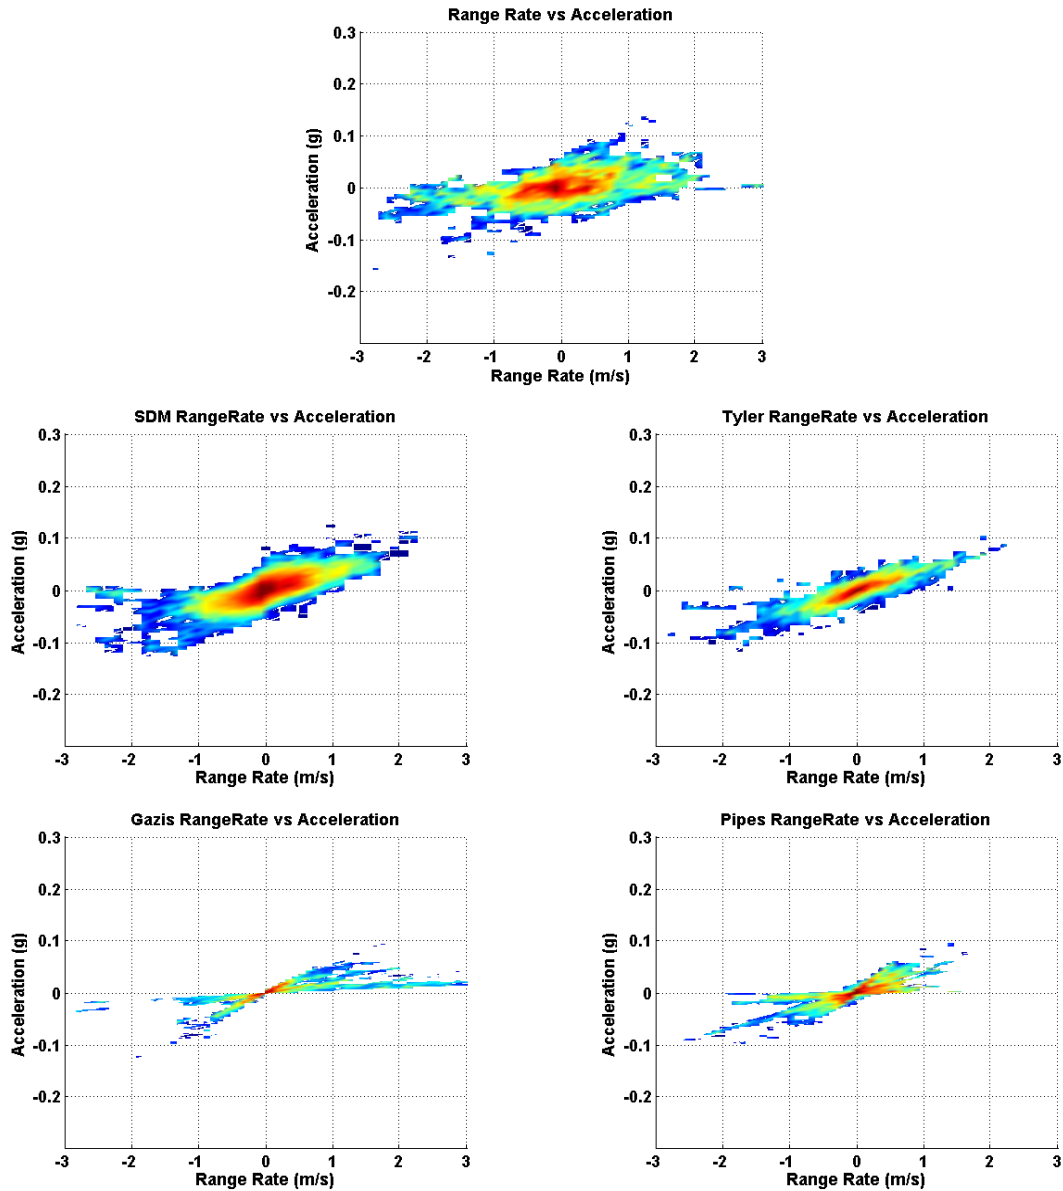 Range Rate vs Acceleration
0.3
0.2
0.1
0
-0.1
-0.2
Acceleration (g)
-3 -2 -1 0 1 2 3
Range Rate (m/s)
SDM RangeRate vs Acceleration
0.3
0.2
0.1
0
-0.1
-0.2
Acceleration (g)
-3 -2 -1 0 1 2 3
Range Rate (m/s)
Tyler RangeRate vs Acceleration
0.3
0.2
0.1
0
-0.1
-0.2
Acceleration (g)
-3 -2 -1 0 1 2 3
Range Rate (m/s)
Gazis RangeRate vs Acceleration
0.3
0.2
0.1
0
-0.1
-0.2
Acceleration (g)
-3 -2 -1 0 1 2 3
Range Rate (m/s)
Pipes RangeRate vs Acceleration
0.3
0.2
0.1
0
-0.1
-0.2
Acceleration (g)
-3 -2 -1 0 1 2 3
Range Rate (m/s)